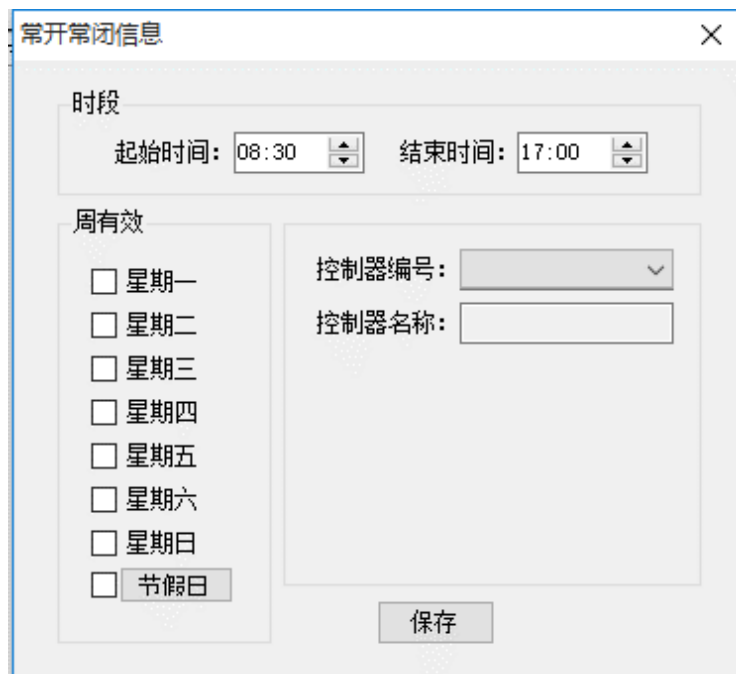 常开常闭信息
时段
起始时间：08:30 结束时间：17:00
周有效
星期一
星期二
星期三
星期四
星期五
星期六
星期日
节假日
控制器编号：
控制器名称：
保存